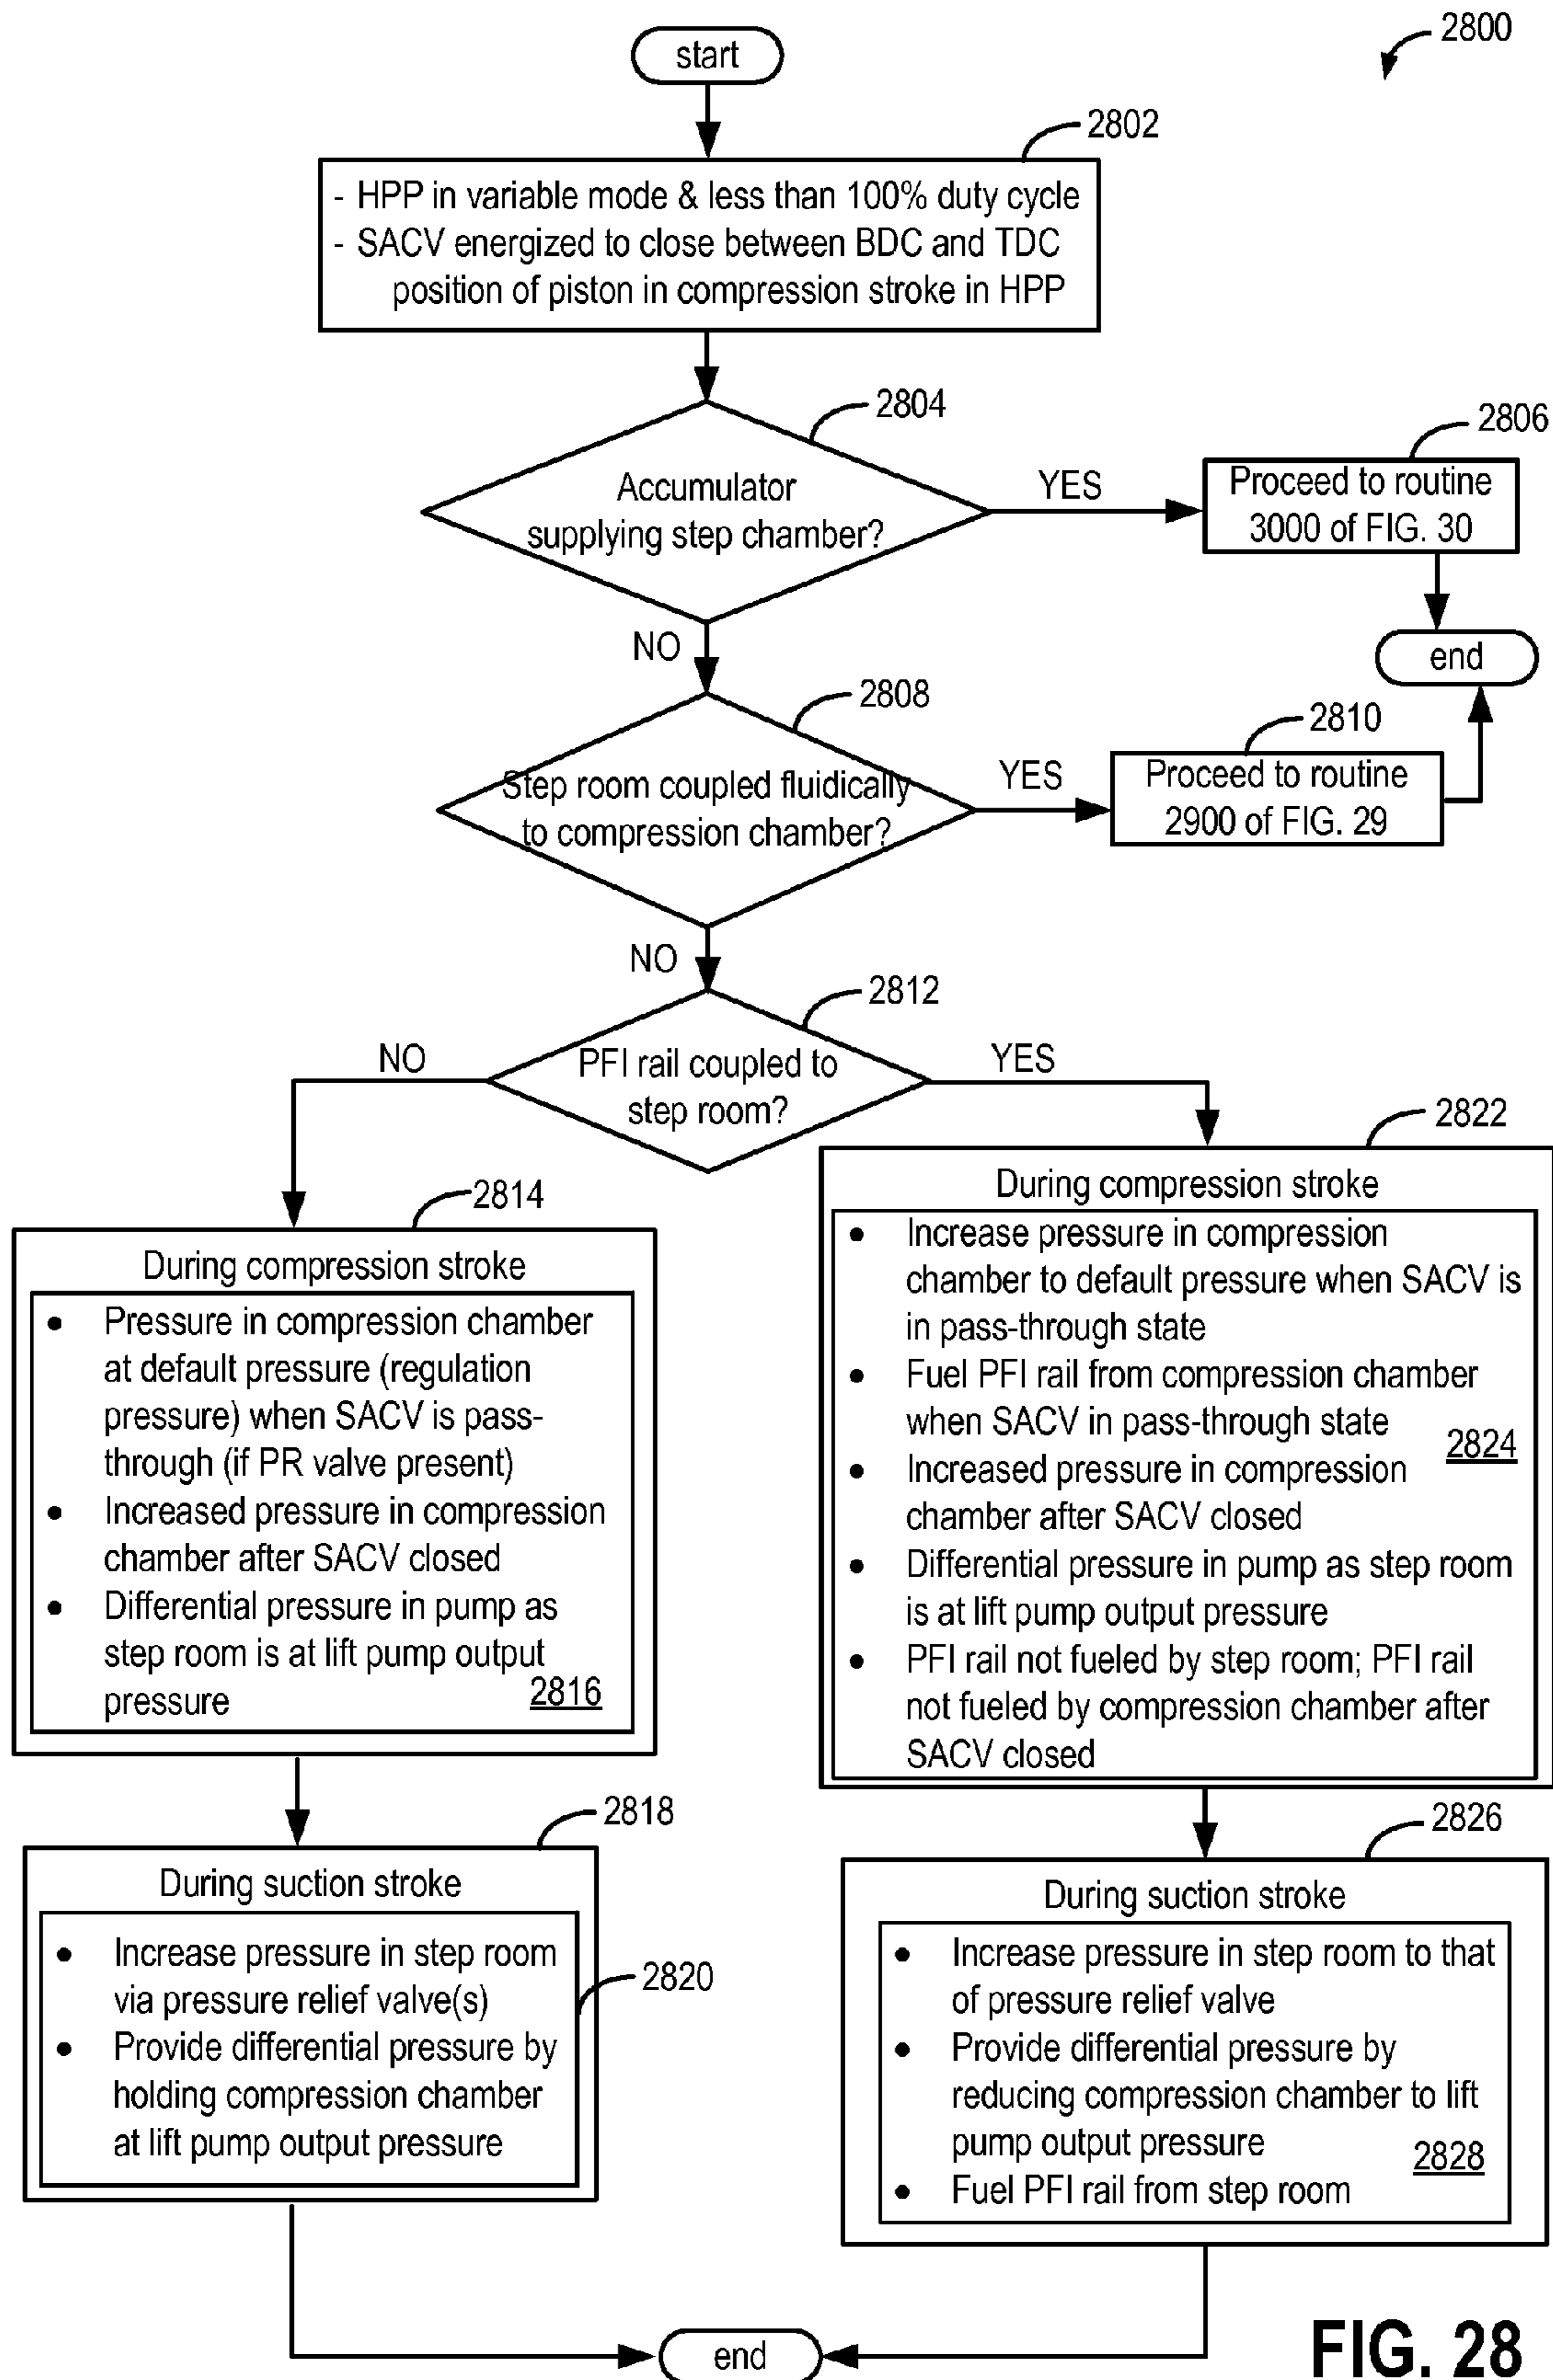 2800
start
2802
- HPP in variable mode & less than 100% duty cycle
- SACV energized to close between BDC and TDC
position of piston in compression stroke in HPP
2804
Accumulator
supplying step chamber?
YES
2806
Proceed to routine
3000 of FIG. 30
end
NO
2808
Step room coupled fluidically
to compression chamber?
YES
2810
Proceed to routine
2900 of FIG. 29
NO
2812
PFI rail coupled to
step room?
NO
YES
2814
During compression stroke
• Pressure in compression chamber
at default pressure (regulation
pressure) when SACV is pass-
through (if PR valve present)
• Increased pressure in compression
chamber after SACV closed
• Differential pressure in pump as
step room is at lift pump output
pressure
2816
2818
During suction stroke
• Increase pressure in step room
via pressure relief valve(s)
• Provide differential pressure by
holding compression chamber
at lift pump output pressure
2820
2822
During compression stroke
• Increase pressure in compression
chamber to default pressure when SACV is
in pass-through state
• Fuel PFI rail from compression chamber
when SACV in pass-through state
2824
• Increased pressure in compression
chamber after SACV closed
• Differential pressure in pump as step room
is at lift pump output pressure
• PFI rail not fueled by step room; PFI rail
not fueled by compression chamber after
SACV closed
2826
During suction stroke
• Increase pressure in step room to that
of pressure relief valve
• Provide differential pressure by
reducing compression chamber to lift
pump output pressure
2828
• Fuel PFI rail from step room
end
FIG. 28